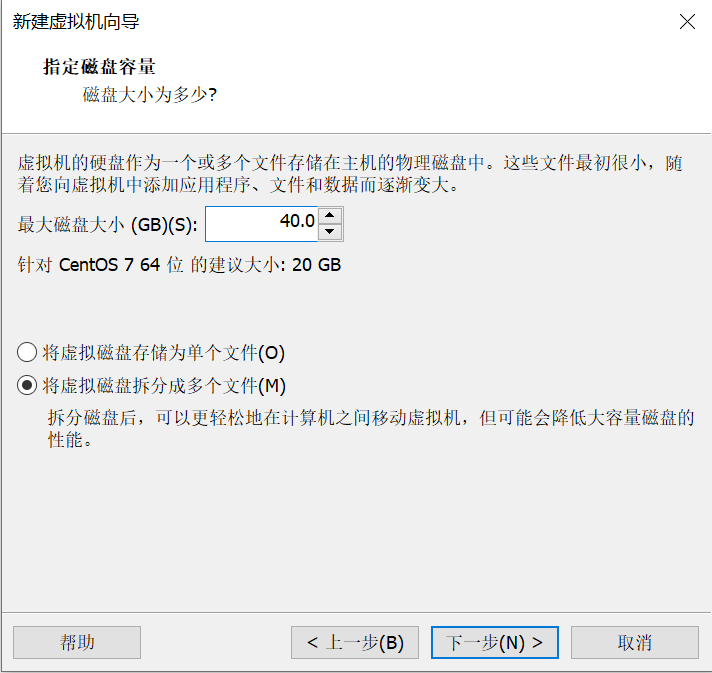 新建虚拟机向导
指定磁盘容量
磁盘大小为多少?
虚拟机的硬盘作为一个或多个文件存储在主机的物理磁盘中。这些文件最初很小，随
着您向虚拟机中添加应用程序、文件和数据而逐渐变大。
最大磁盘大小 (GB)(S): 40.0
针对 CentOS 7 64 位 的建议大小: 20 GB
将虚拟磁盘存储为单个文件(O)
将虚拟磁盘拆分成多个文件(M)
拆分磁盘后，可以更轻松地在计算机之间移动虚拟机，但可能会降低大容量磁盘的
性能。
帮助 < 上一步(B) 下一步(N) > 取消